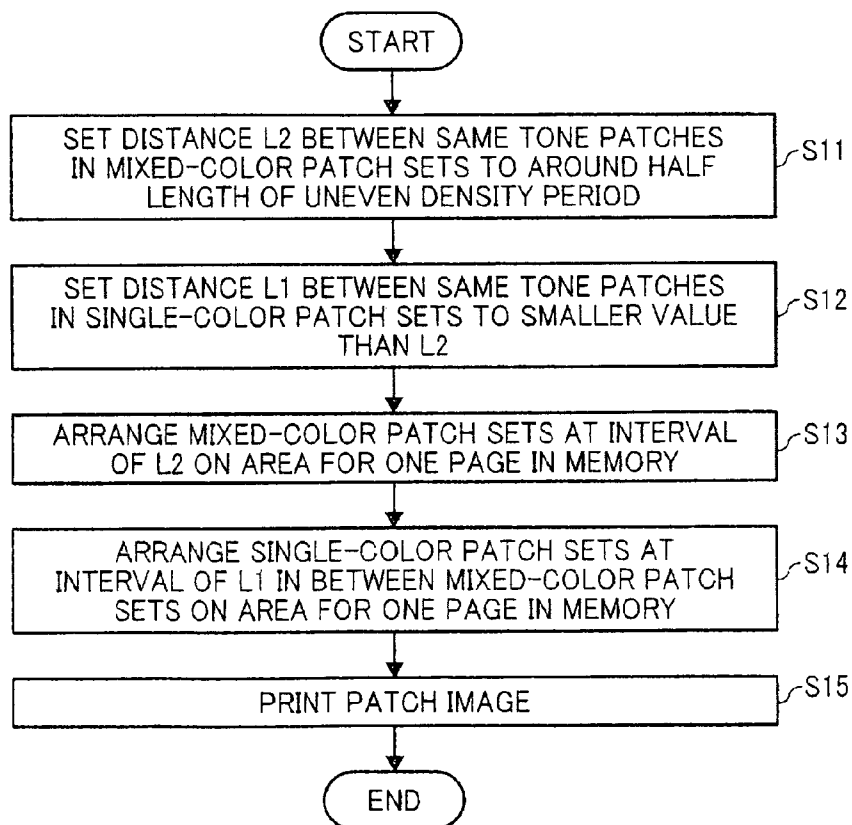 START
SET DISTANCE L2 BETWEEN SAME TONE PATCHES
IN MIXED-COLOR PATCH SETS TO AROUND HALF
LENGTH OF UNEVEN DENSITY PERIOD
S11
SET DISTANCE L1 BETWEEN SAME TONE PATCHES
IN SINGLE-COLOR PATCH SETS TO SMALLER VALUE
THAN L2
S12
ARRANGE MIXED-COLOR PATCH SETS AT INTERVAL
OF L2 ON AREA FOR ONE PAGE IN MEMORY
S13
ARRANGE SINGLE-COLOR PATCH SETS AT
INTERVAL OF L1 IN BETWEEN MIXED-COLOR PATCH
SETS ON AREA FOR ONE PAGE IN MEMORY
S14
PRINT PATCH IMAGE
S15
END